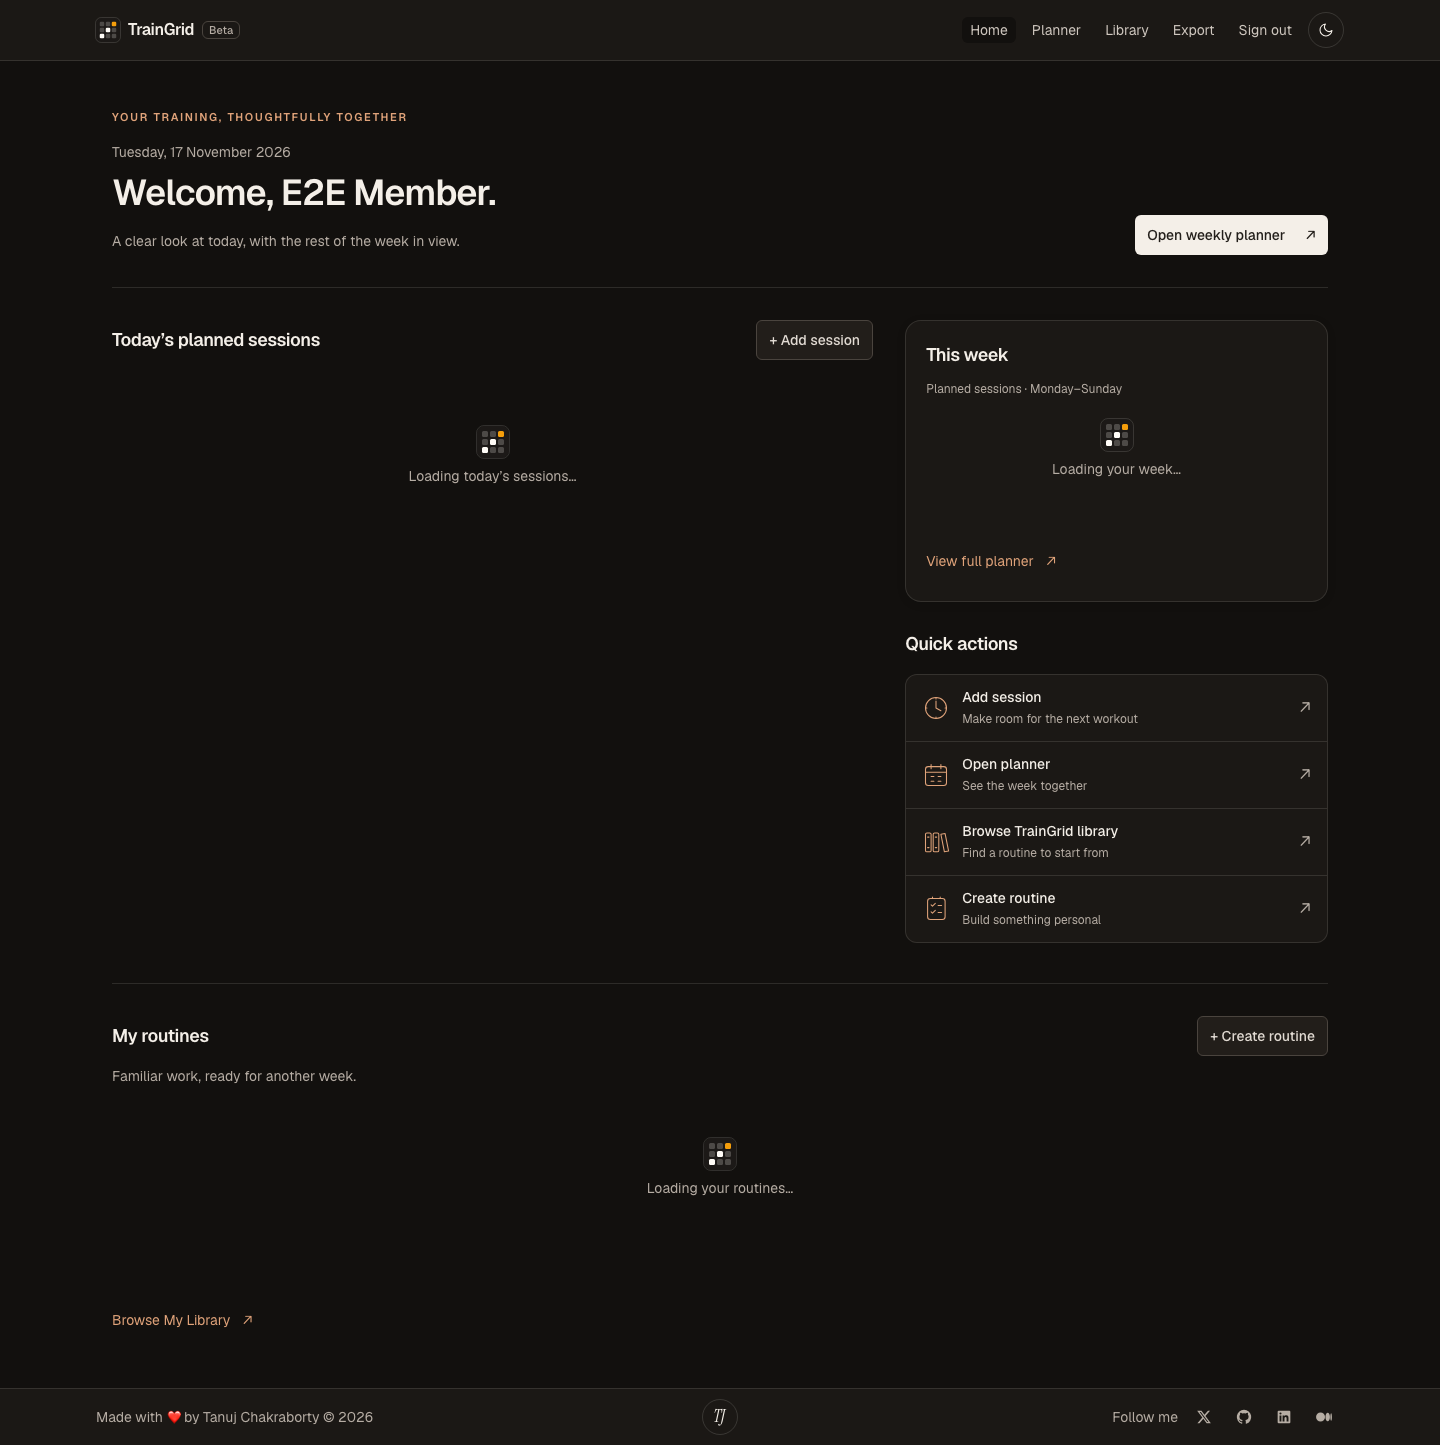 TrainGrid Beta
Home Planner Library Export Sign out
YOUR TRAINING, THOUGHTFULLY TOGETHER
Tuesday, 17 November 2026
Welcome, E2E Member.
A clear look at today, with the rest of the week in view.
Open weekly planner ↗
Today’s planned sessions
+ Add session
Loading today’s sessions…
This week
Planned sessions · Monday–Sunday
Loading your week…
View full planner ↗
Quick actions
Add session ↗
Make room for the next workout
Open planner ↗
See the week together
Browse TrainGrid library ↗
Find a routine to start from
Create routine ↗
Build something personal
My routines
+ Create routine
Familiar work, ready for another week.
Loading your routines…
Browse My Library ↗
Made with ❤️ by Tanuj Chakraborty © 2026
TJ
Follow me